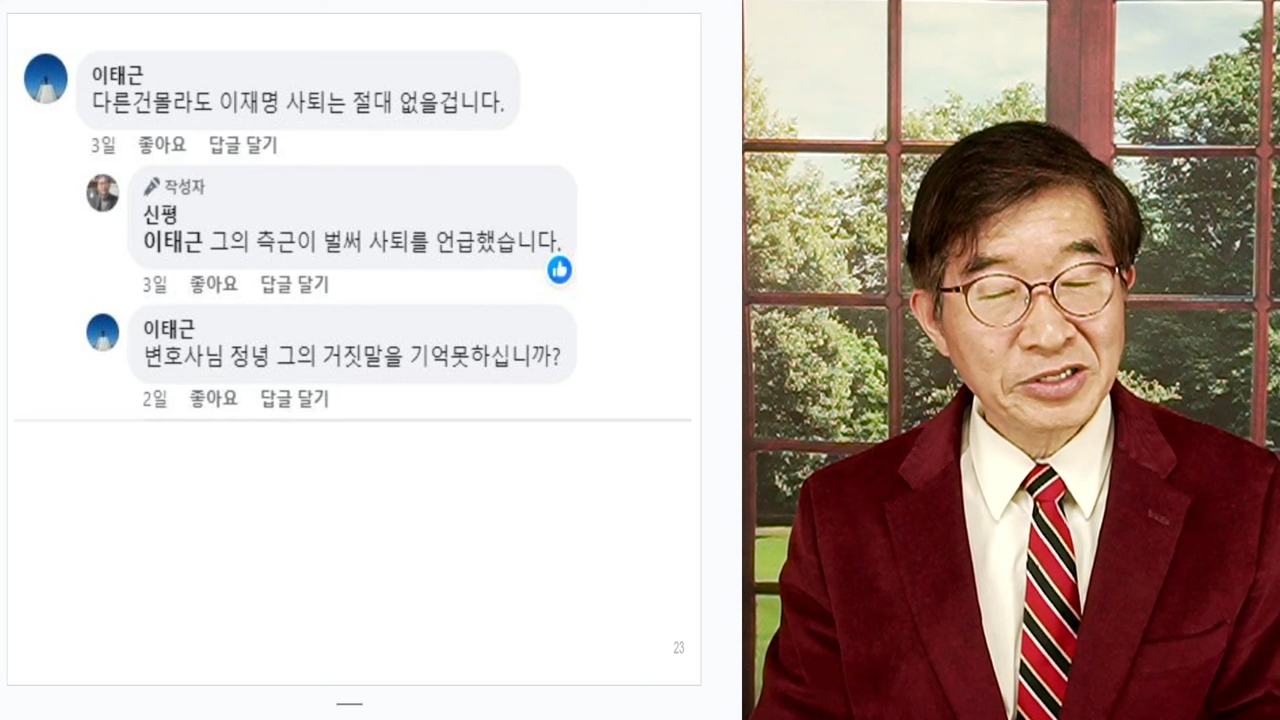 이태근
다른건몰라도 이재명 사퇴는 절대 없을겁니다.
3일 좋아요 답글 달기
작성자
신평
이태근 그의 측근이 벌써 사퇴를 언급했습니다.
3일 좋아요 답글 달기
이태근
변호사님 정녕 그의 거짓말을 기억못하십니까?
2일 좋아요 답글 달기
23